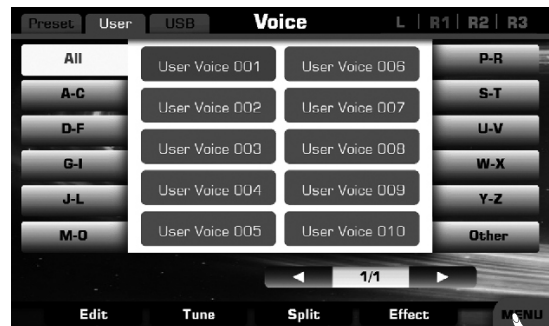 Preset User USB Voice L R1 R2 R3
All User Voice 001 User Voice 006 P-R
A-C User Voice 002 User Voice 007 S-T
D-F User Voice 003 User Voice 008 U-V
G-I User Voice 004 User Voice 009 W-X
J-L User Voice 005 User Voice 010 Y-Z
M-O Other
1/1
Edit Tune Split Effect MENU